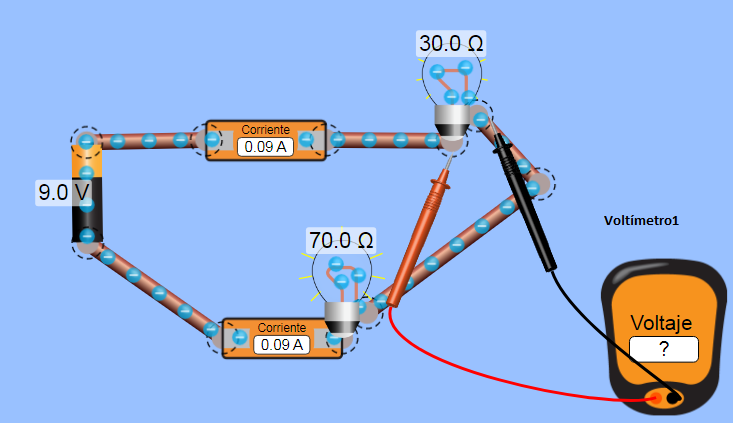 30.0 Ω
Corriente
0.09 A
9.0 V
Voltímetro1
70.0 Ω
Corriente
0.09 A
Voltaje
?